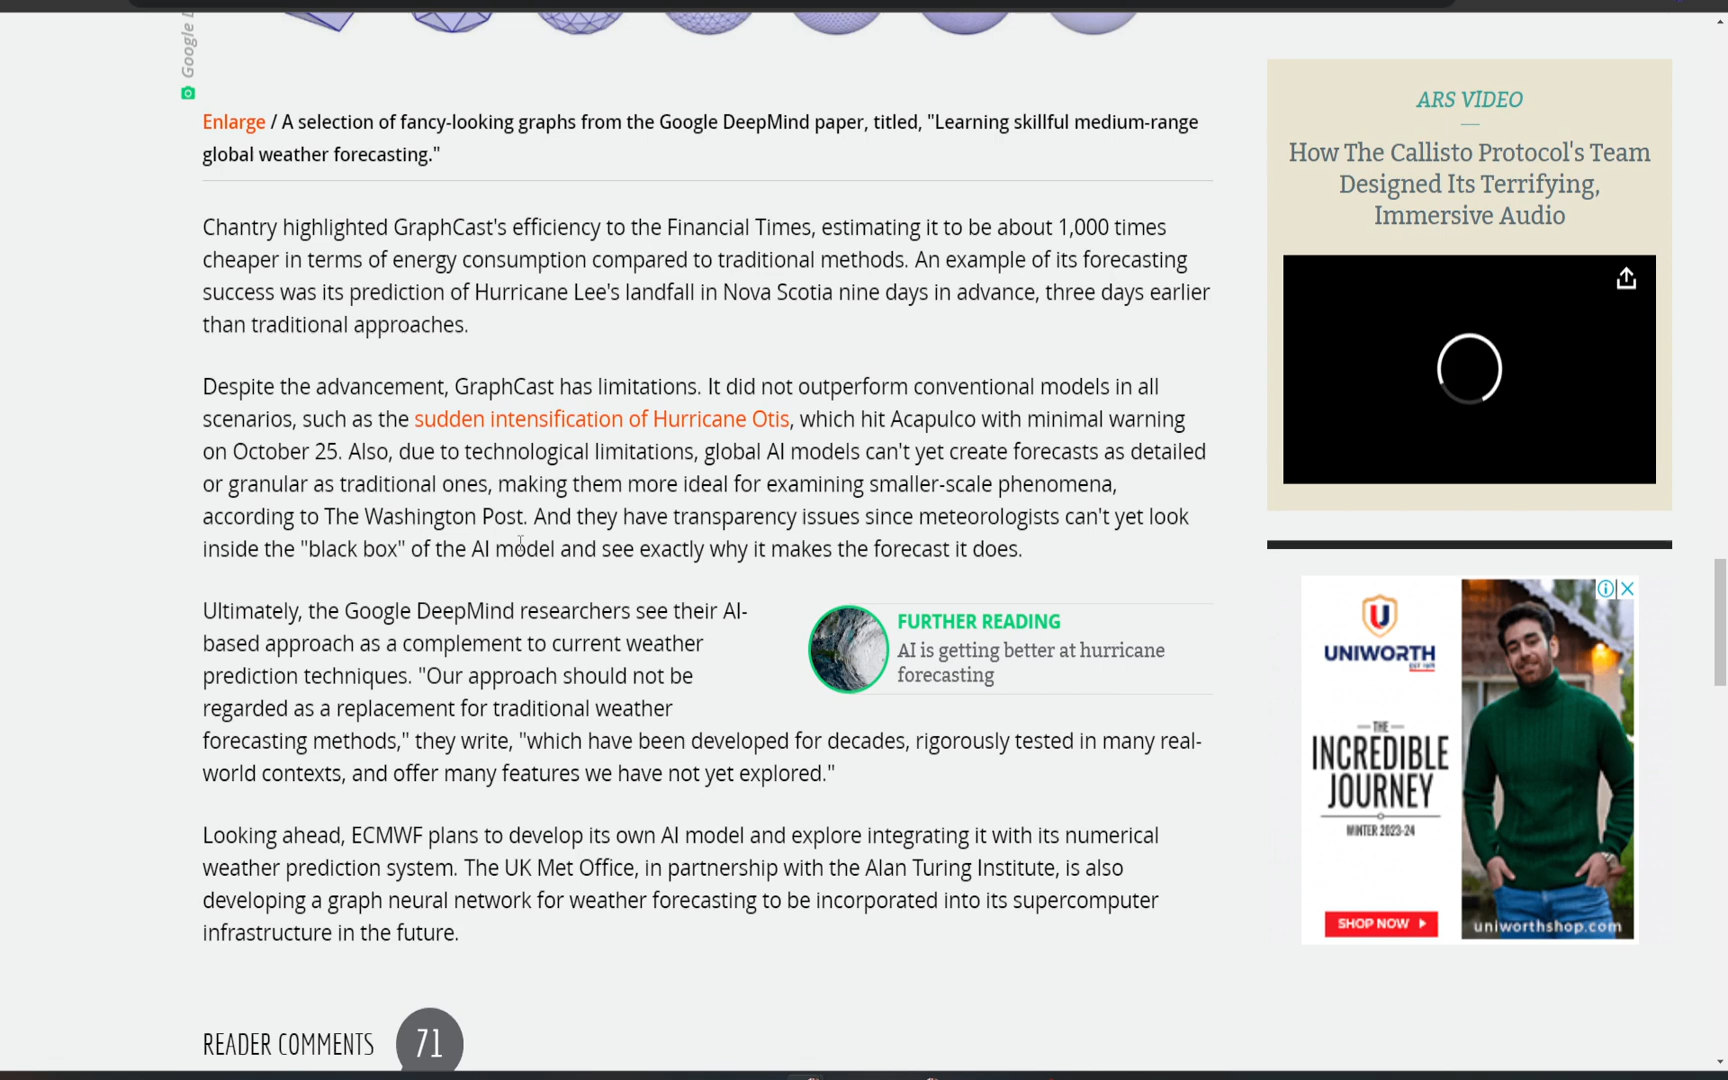 Google D
Enlarge / A selection of fancy-looking graphs from the Google DeepMind paper, titled, "Learning skillful medium-range
global weather forecasting."
Chantry highlighted GraphCast's efficiency to the Financial Times, estimating it to be about 1,000 times
cheaper in terms of energy consumption compared to traditional methods. An example of its forecasting
success was its prediction of Hurricane Lee's landfall in Nova Scotia nine days in advance, three days earlier
than traditional approaches.
Despite the advancement, GraphCast has limitations. It did not outperform conventional models in all
scenarios, such as the sudden intensification of Hurricane Otis, which hit Acapulco with minimal warning
on October 25. Also, due to technological limitations, global AI models can't yet create forecasts as detailed
or granular as traditional ones, making them more ideal for examining smaller-scale phenomena,
according to The Washington Post. And they have transparency issues since meteorologists can't yet look
inside the "black box" of the AI model and see exactly why it makes the forecast it does.
Ultimately, the Google DeepMind researchers see their AI-
based approach as a complement to current weather
prediction techniques. "Our approach should not be
regarded as a replacement for traditional weather
forecasting methods," they write, "which have been developed for decades, rigorously tested in many real-
world contexts, and offer many features we have not yet explored."
FURTHER READING
AI is getting better at hurricane
forecasting
Looking ahead, ECMWF plans to develop its own AI model and explore integrating it with its numerical
weather prediction system. The UK Met Office, in partnership with the Alan Turing Institute, is also
developing a graph neural network for weather forecasting to be incorporated into its supercomputer
infrastructure in the future.
READER COMMENTS 71
ARS VIDEO
How The Callisto Protocol's Team
Designed Its Terrifying,
Immersive Audio
UNIWORTH
THE
INCREDIBLE
JOURNEY
WINTER 2023-24
SHOP NOW
uniworthshop.com